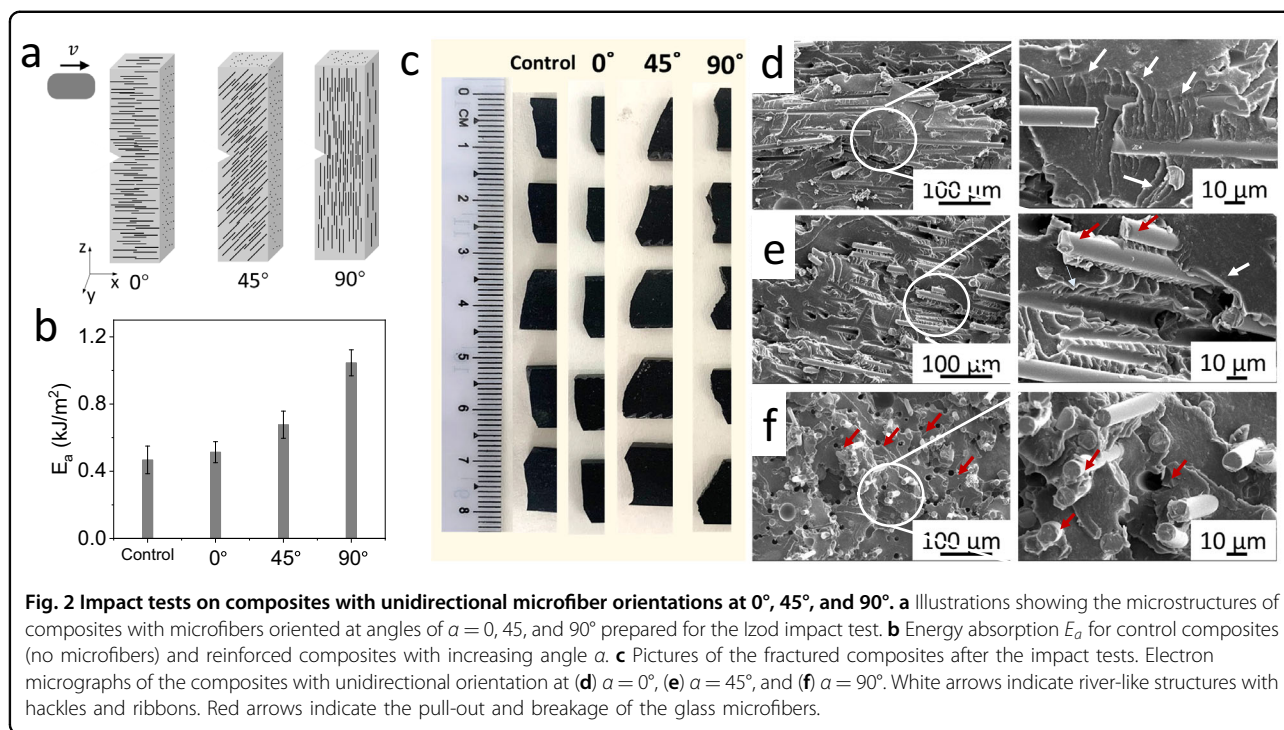 a
v
z
x
y
0°
45°
90°
b
E_a (kJ/m²)
1.2
0.8
0.4
0.0
Control
0°
45°
90°
c
Control 0° 45° 90°
0
CM
1
2
3
4
5
6
7
8
d
100 µm
10 µm
e
100 µm
10 µm
f
100 µm
10 µm
Fig. 2 Impact tests on composites with unidirectional microfiber orientations at 0°, 45°, and 90°. a Illustrations showing the microstructures of
composites with microfibers oriented at angles of α = 0, 45, and 90° prepared for the Izod impact test. b Energy absorption E_a for control composites
(no microfibers) and reinforced composites with increasing angle α. c Pictures of the fractured composites after the impact tests. Electron
micrographs of the composites with unidirectional orientation at (d) α = 0°, (e) α = 45°, and (f) α = 90°. White arrows indicate river-like structures with
hackles and ribbons. Red arrows indicate the pull-out and breakage of the glass microfibers.